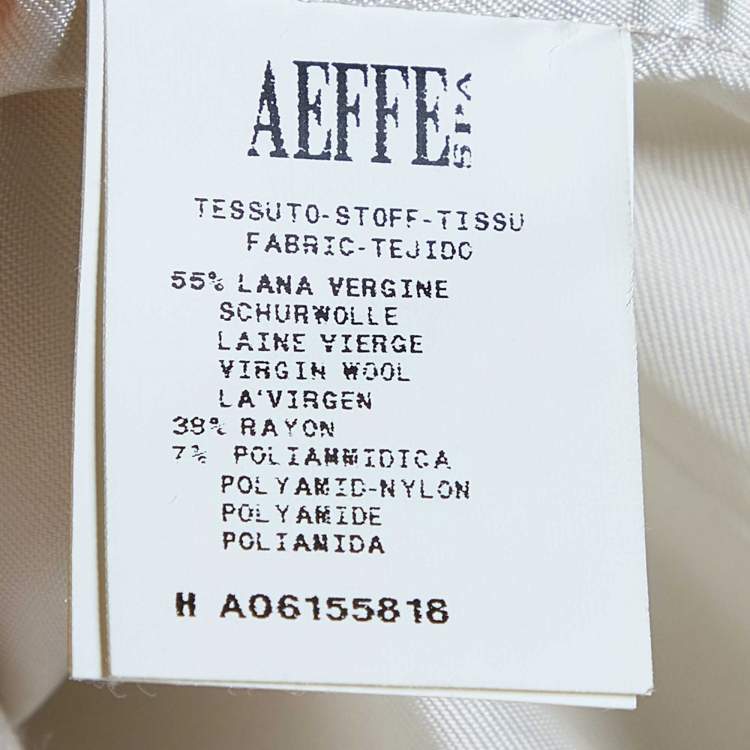 AEFFE SPA
TESSUTO-STOFF-TISSU
FABRIC-TEJIDO
55% LANA VERGINE
SCHURWOLLE
LAINE VIERGE
VIRGIN WOOL
LA'VIRGEN
38% RAYON
7% POLIAMMIDICA
POLYAMID-NYLON
POLYAMIDE
POLIAMIDA
H A06155818